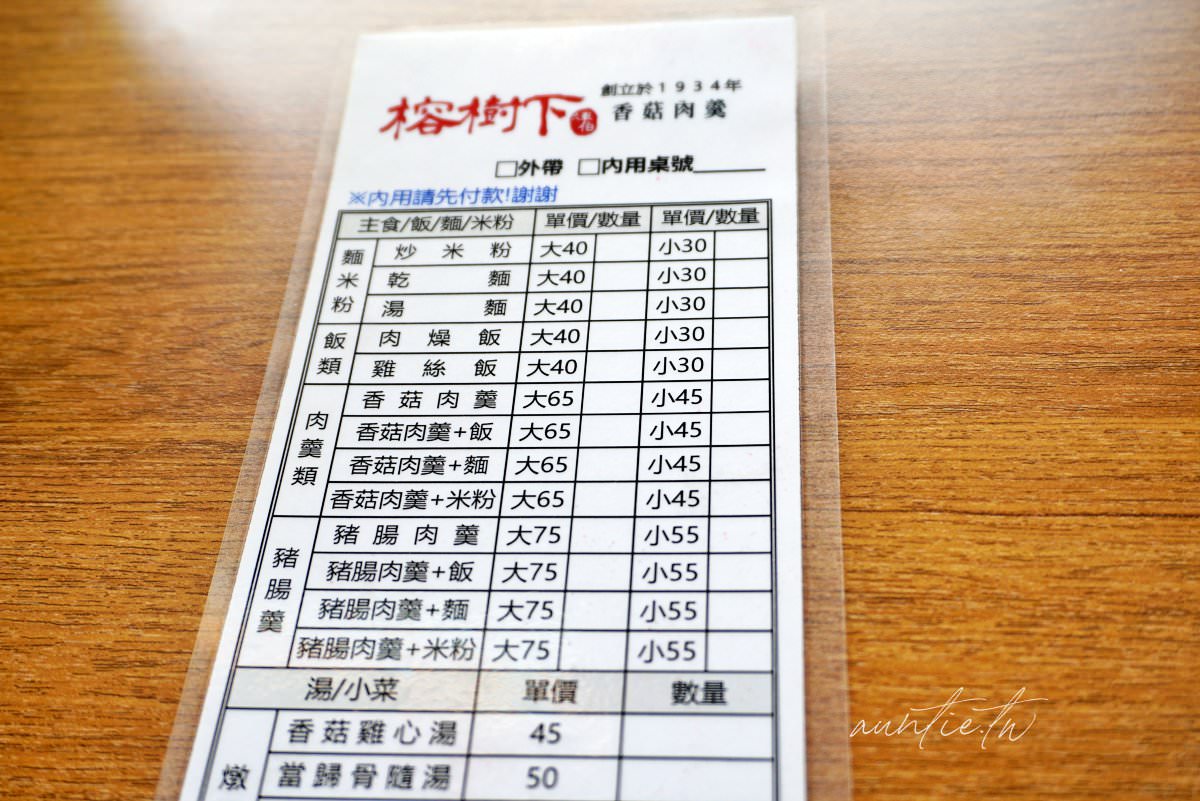 榕樹下
創立於1934年
香菇肉羹
□外帶 □內用桌號
※內用請先付款!謝謝
主食/飯/麵/米粉 單價/數量 單價/數量
麵米粉
炒米粉 大40 小30
乾麵 大40 小30
湯麵 大40 小30
飯類
肉燥飯 大40 小30
雞絲飯 大40 小30
肉羹類
香菇肉羹 大65 小45
香菇肉羹+飯 大65 小45
香菇肉羹+麵 大65 小45
香菇肉羹+米粉 大65 小45
豬腸羹
豬腸肉羹 大75 小55
豬腸肉羹+飯 大75 小55
豬腸肉羹+麵 大75 小55
豬腸肉羹+米粉 大75 小55
湯/小菜 單價 數量
燉
香菇雞心湯 45
當歸骨隨湯 50
auntie.tw